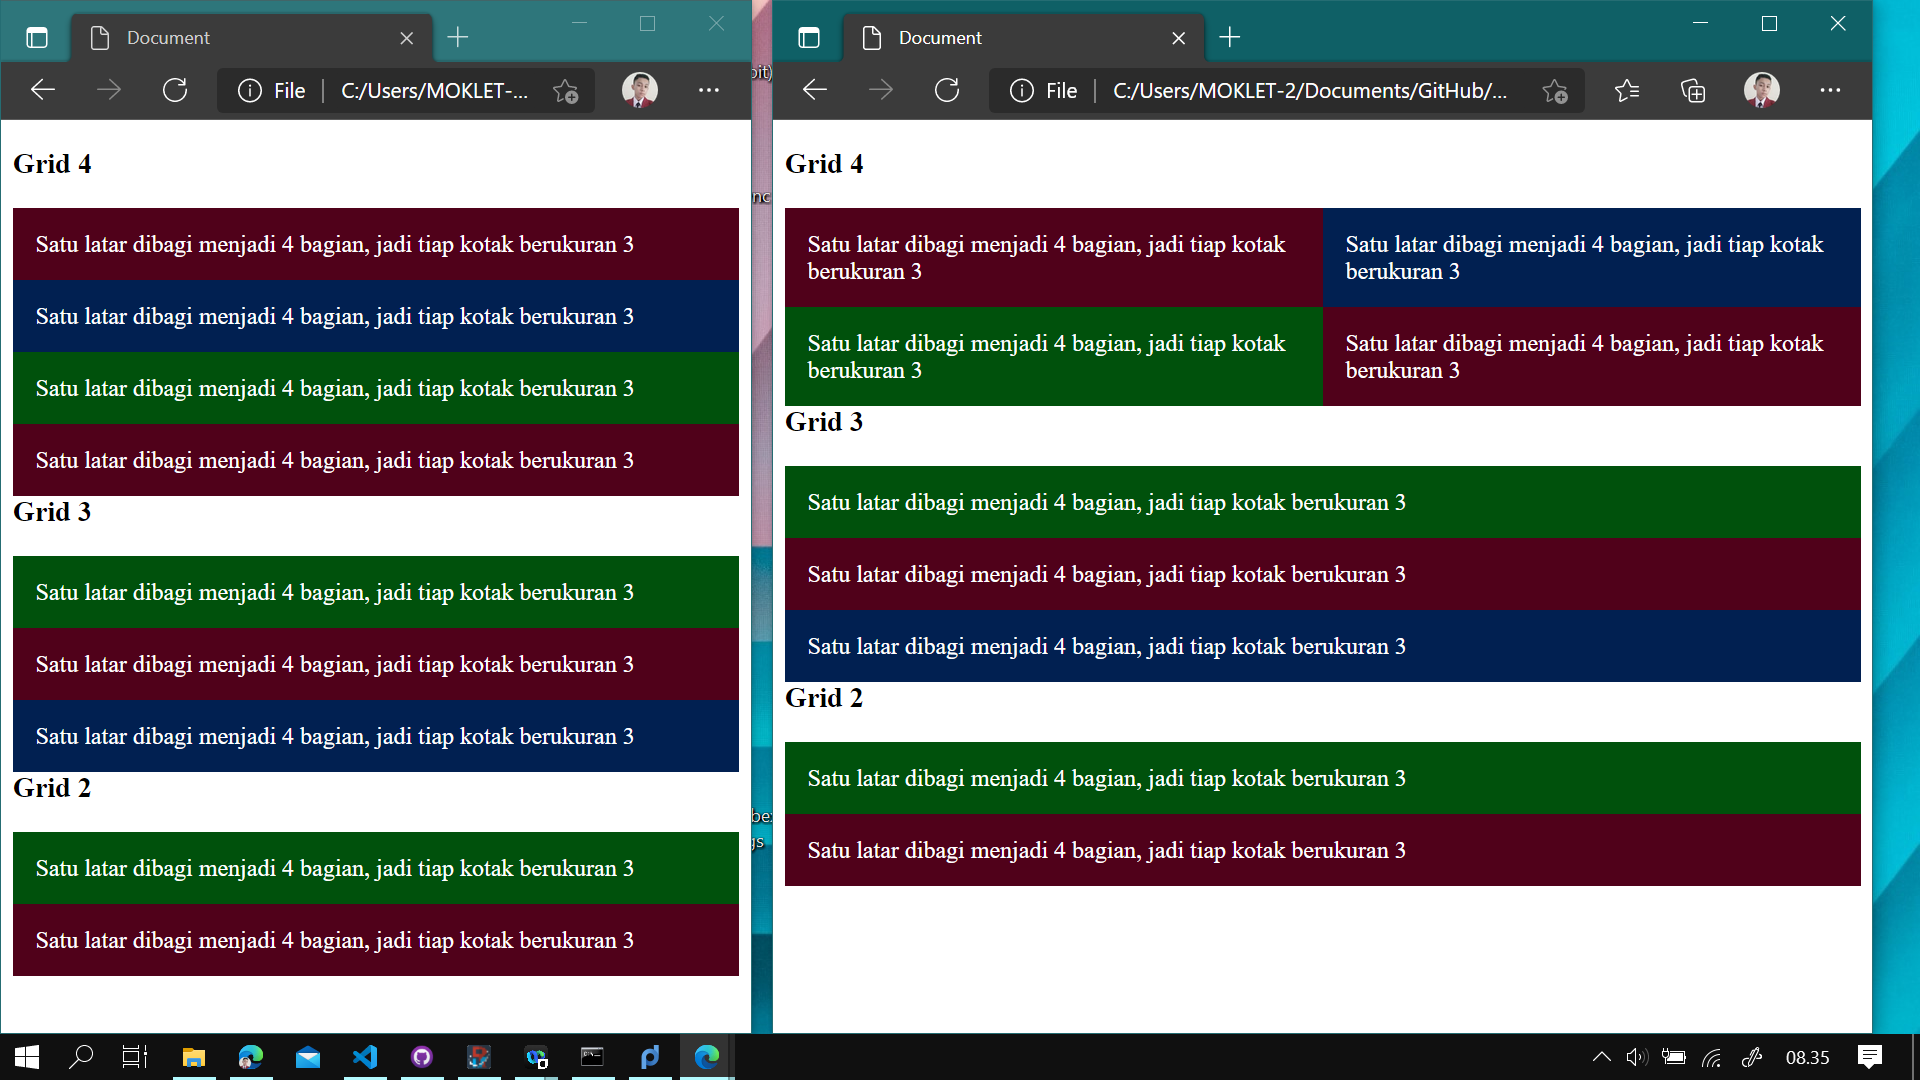 Document
File
C:/Users/MOKLET-...
Grid 4
Satu latar dibagi menjadi 4 bagian, jadi tiap kotak berukuran 3
Satu latar dibagi menjadi 4 bagian, jadi tiap kotak berukuran 3
Satu latar dibagi menjadi 4 bagian, jadi tiap kotak berukuran 3
Satu latar dibagi menjadi 4 bagian, jadi tiap kotak berukuran 3
Grid 3
Satu latar dibagi menjadi 4 bagian, jadi tiap kotak berukuran 3
Satu latar dibagi menjadi 4 bagian, jadi tiap kotak berukuran 3
Satu latar dibagi menjadi 4 bagian, jadi tiap kotak berukuran 3
Grid 2
Satu latar dibagi menjadi 4 bagian, jadi tiap kotak berukuran 3
Satu latar dibagi menjadi 4 bagian, jadi tiap kotak berukuran 3
Document
File
C:/Users/MOKLET-2/Documents/GitHub/...
Grid 4
Satu latar dibagi menjadi 4 bagian, jadi tiap kotak
berukuran 3
Satu latar dibagi menjadi 4 bagian, jadi tiap kotak
berukuran 3
Satu latar dibagi menjadi 4 bagian, jadi tiap kotak
berukuran 3
Satu latar dibagi menjadi 4 bagian, jadi tiap kotak
berukuran 3
Grid 3
Satu latar dibagi menjadi 4 bagian, jadi tiap kotak berukuran 3
Satu latar dibagi menjadi 4 bagian, jadi tiap kotak berukuran 3
Satu latar dibagi menjadi 4 bagian, jadi tiap kotak berukuran 3
Grid 2
Satu latar dibagi menjadi 4 bagian, jadi tiap kotak berukuran 3
Satu latar dibagi menjadi 4 bagian, jadi tiap kotak berukuran 3
08.35